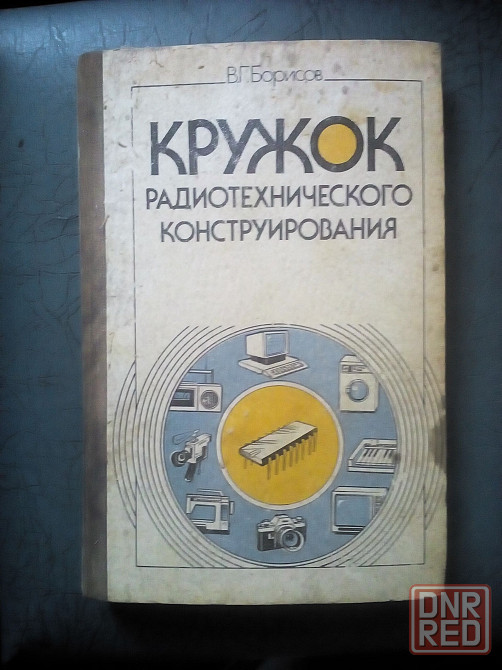 В.Г.Борисов
КРУЖОК
РАДИОТЕХНИЧЕСКОГО
КОНСТРУИРОВАНИЯ
DNR
RED